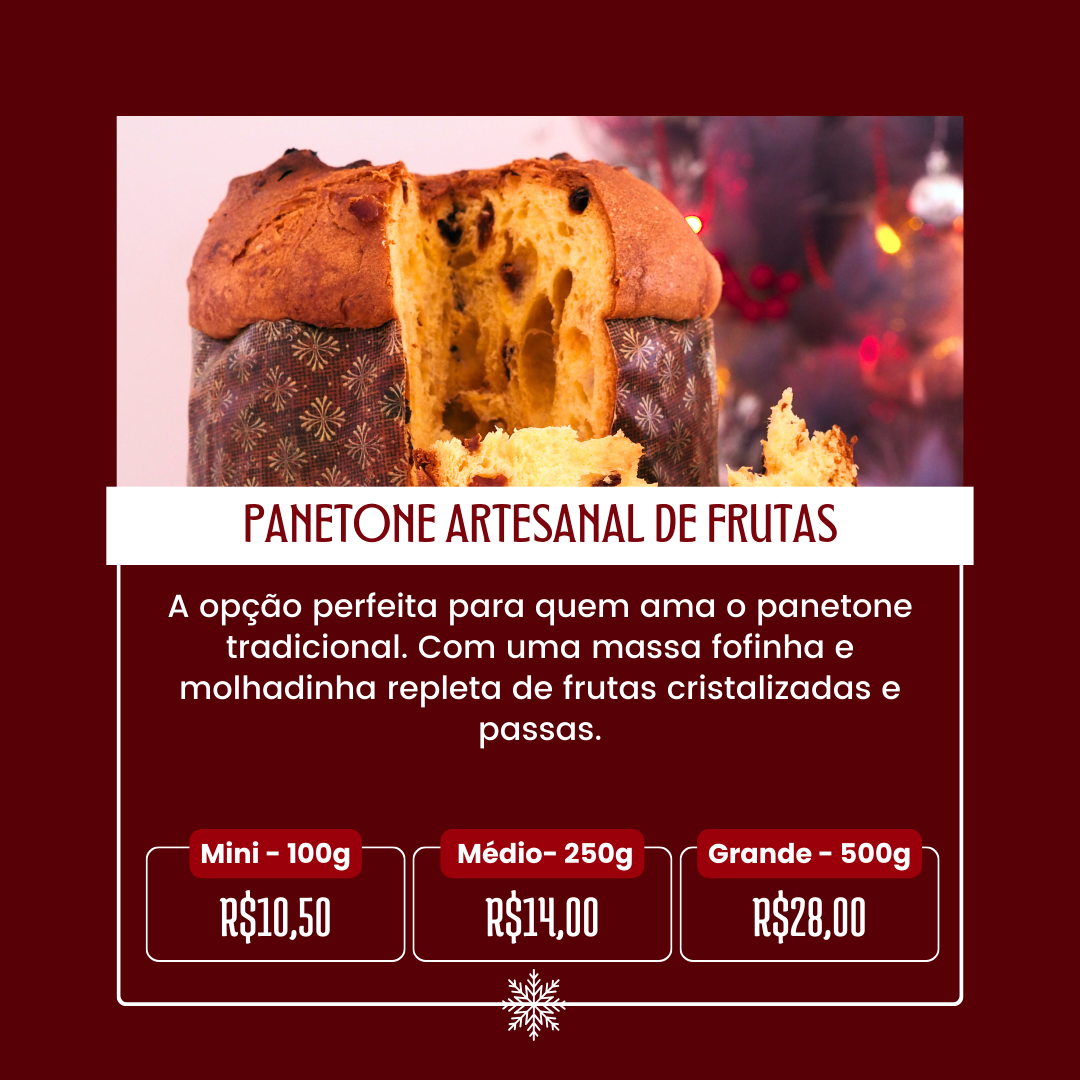 PANETONE ARTESANAL DE FRUTAS
A opção perfeita para quem ama o panetone
tradicional. Com uma massa fofinha e
molhadinha repleta de frutas cristalizadas e
passas.
Mini - 100g
R$10,50
Médio- 250g
R$14,00
Grande - 500g
R$28,00